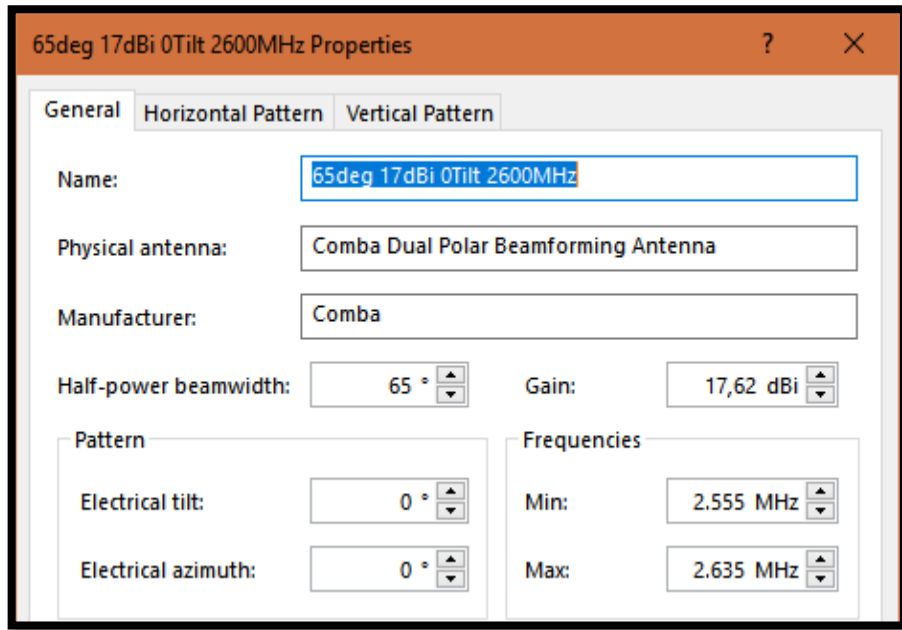 65deg 17dBi 0Tilt 2600MHz Properties ? ×
General Horizontal Pattern Vertical Pattern
Name: 65deg 17dBi 0Tilt 2600MHz
Physical antenna: Comba Dual Polar Beamforming Antenna
Manufacturer: Comba
Half-power beamwidth: 65 ° Gain: 17,62 dBi
Pattern Frequencies
Electrical tilt: 0 ° Min: 2.555 MHz
Electrical azimuth: 0 ° Max: 2.635 MHz